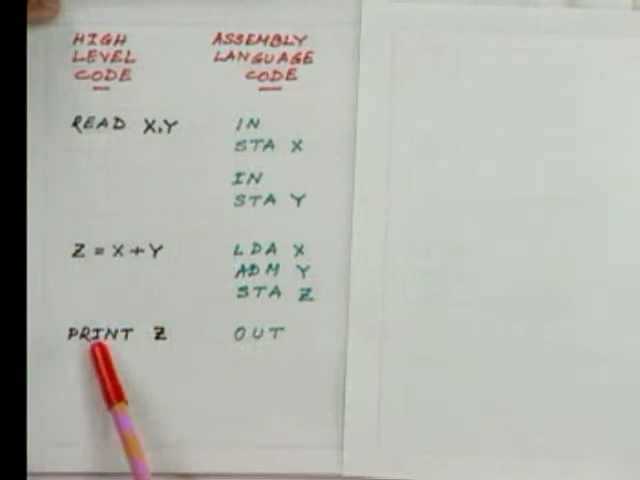 HIGH LEVEL CODE
ASSEMBLY LANGUAGE CODE
READ X,Y
IN
STA X
IN
STA Y
Z = X + Y
LDA X
ADM Y
STA Z
PRINT Z
OUT